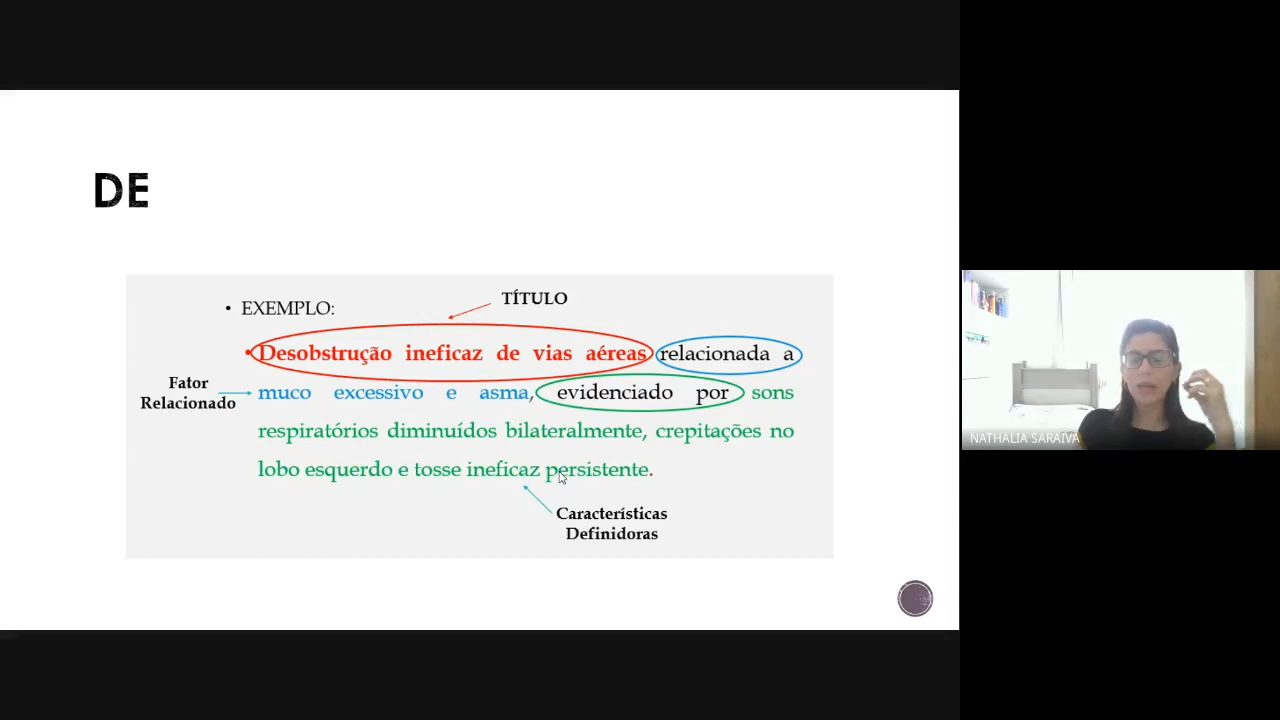 DE
• EXEMPLO:
TÍTULO
• Desobstrução ineficaz de vias aéreas relacionada a
Fator
Relacionado
muco excessivo e asma, evidenciado por sons
respiratórios diminuídos bilateralmente, crepitações no
lobo esquerdo e tosse ineficaz persistente.
Características
Definidoras
NATHALIA SARAIVA